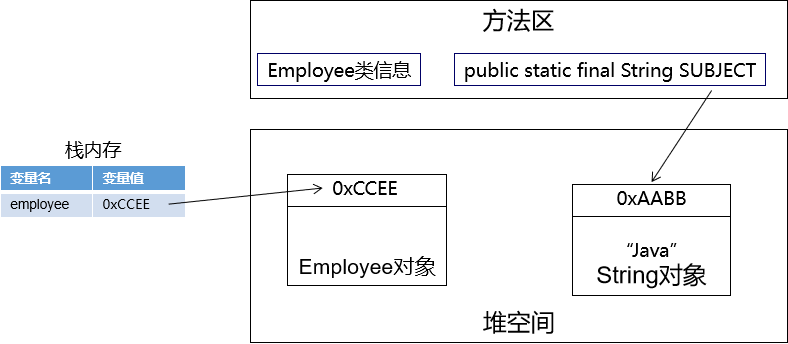 方法区
Employee类信息
public static final String SUBJECT
栈内存
变量名 变量值
employee 0xCCEE
0xCCEE
Employee对象
0xAABB
“Java”
String对象
堆空间